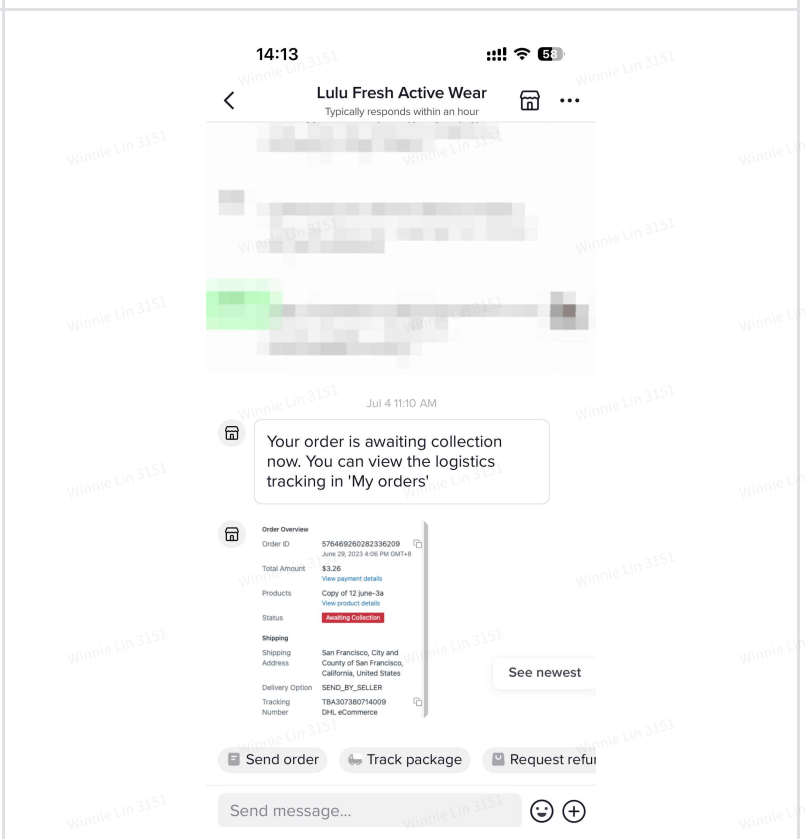 14:13
58
Lulu Fresh Active Wear
Typically responds within an hour
Jul 4 11:10 AM
Your order is awaiting collection
now. You can view the logistics
tracking in 'My orders'
Order Overview
Order ID 576469260282336209
June 29, 2023 4:06 PM GMT+8
Total Amount $3.26
View payment details
Products Copy of 12 june-3a
View product details
Status Awaiting Collection
Shipping
Shipping Address San Francisco, City and
County of San Francisco,
California, United States
Delivery Option SEND_BY_SELLER
Tracking Number TBA307380714009
DHL eCommerce
See newest
Send order Track package Request refun
Send message...
Winnie Lin 3151